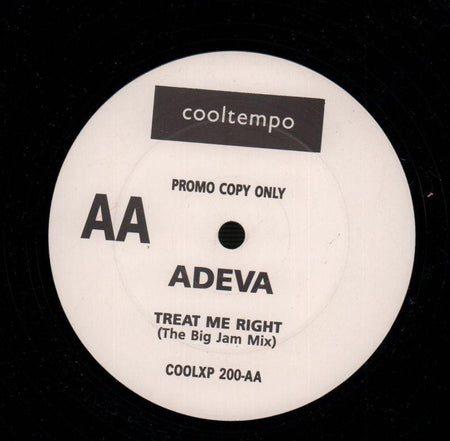 cooltempo
PROMO COPY ONLY
AA
ADEVA
TREAT ME RIGHT
(The Big Jam Mix)
COOLXP 200-AA